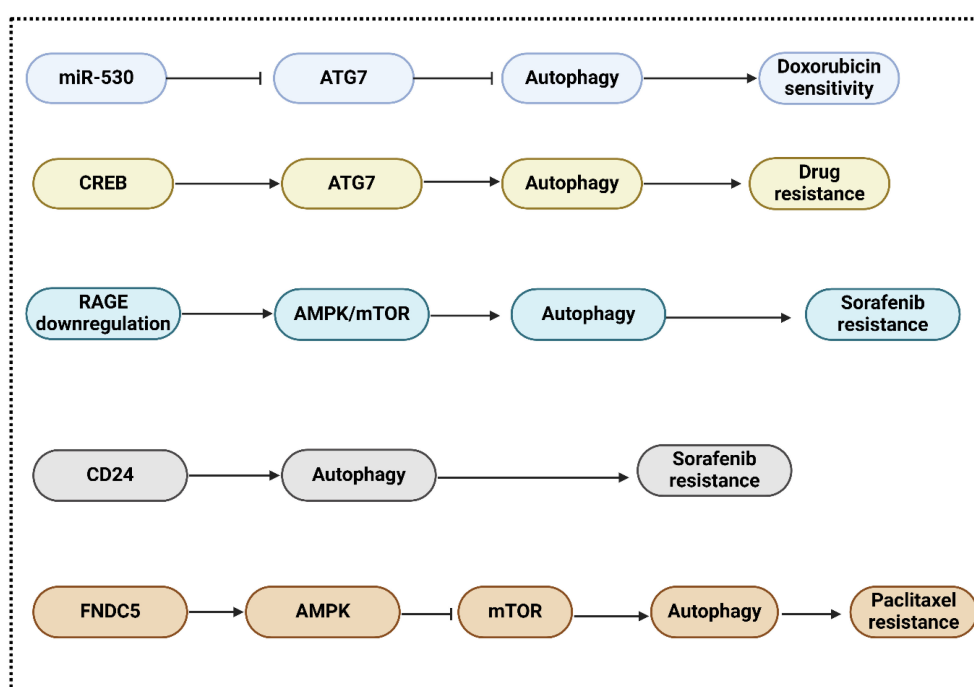 miR-530
ATG7
Autophagy
Doxorubicin
sensitivity
CREB
ATG7
Autophagy
Drug
resistance
RAGE
downregulation
AMPK/mTOR
Autophagy
Sorafenib
resistance
CD24
Autophagy
Sorafenib
resistance
FNDC5
AMPK
mTOR
Autophagy
Paclitaxel
resistance